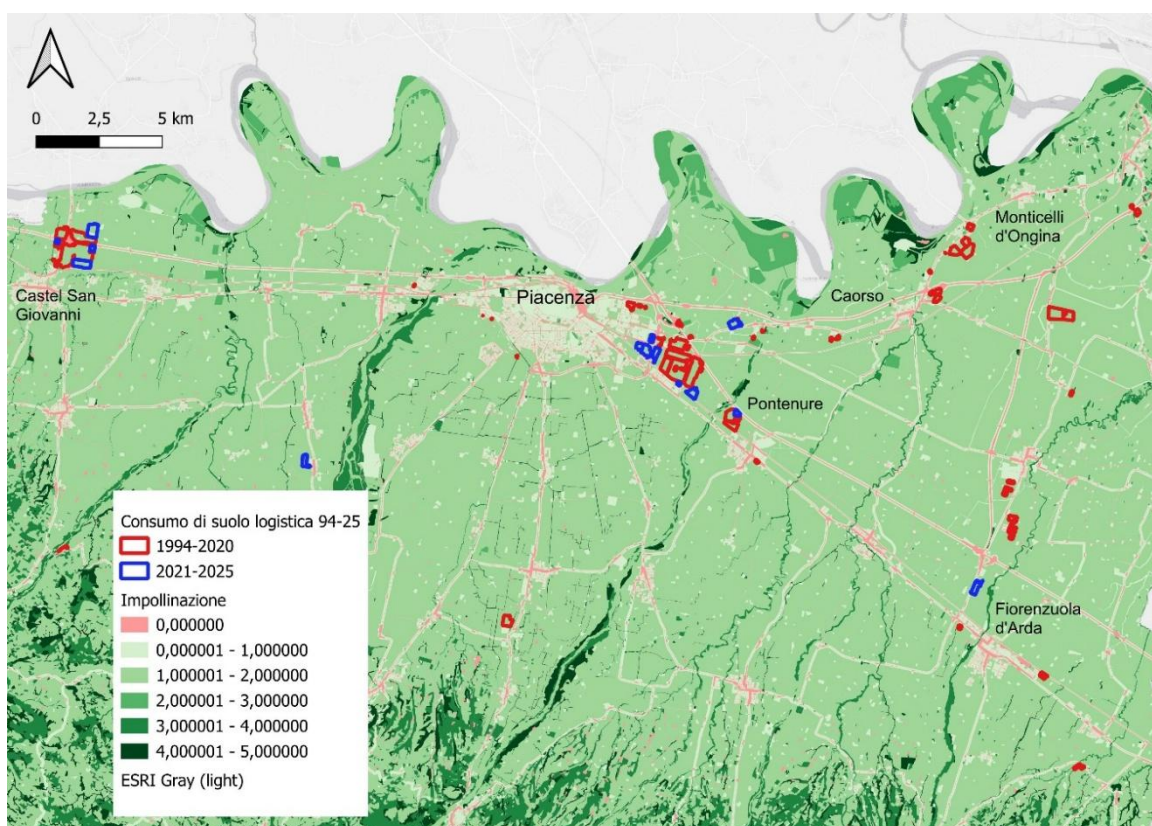 0 2,5 5 km
Monticelli
d'Ongina
Castel San
Giovanni
Piacenza
Caorso
Pontenure
Fiorenzuola
d'Arda
Consumo di suolo logistica 94-25
1994-2020
2021-2025
Impollinazione
0,000000
0,000001 - 1,000000
1,000001 - 2,000000
2,000001 - 3,000000
3,000001 - 4,000000
4,000001 - 5,000000
ESRI Gray (light)